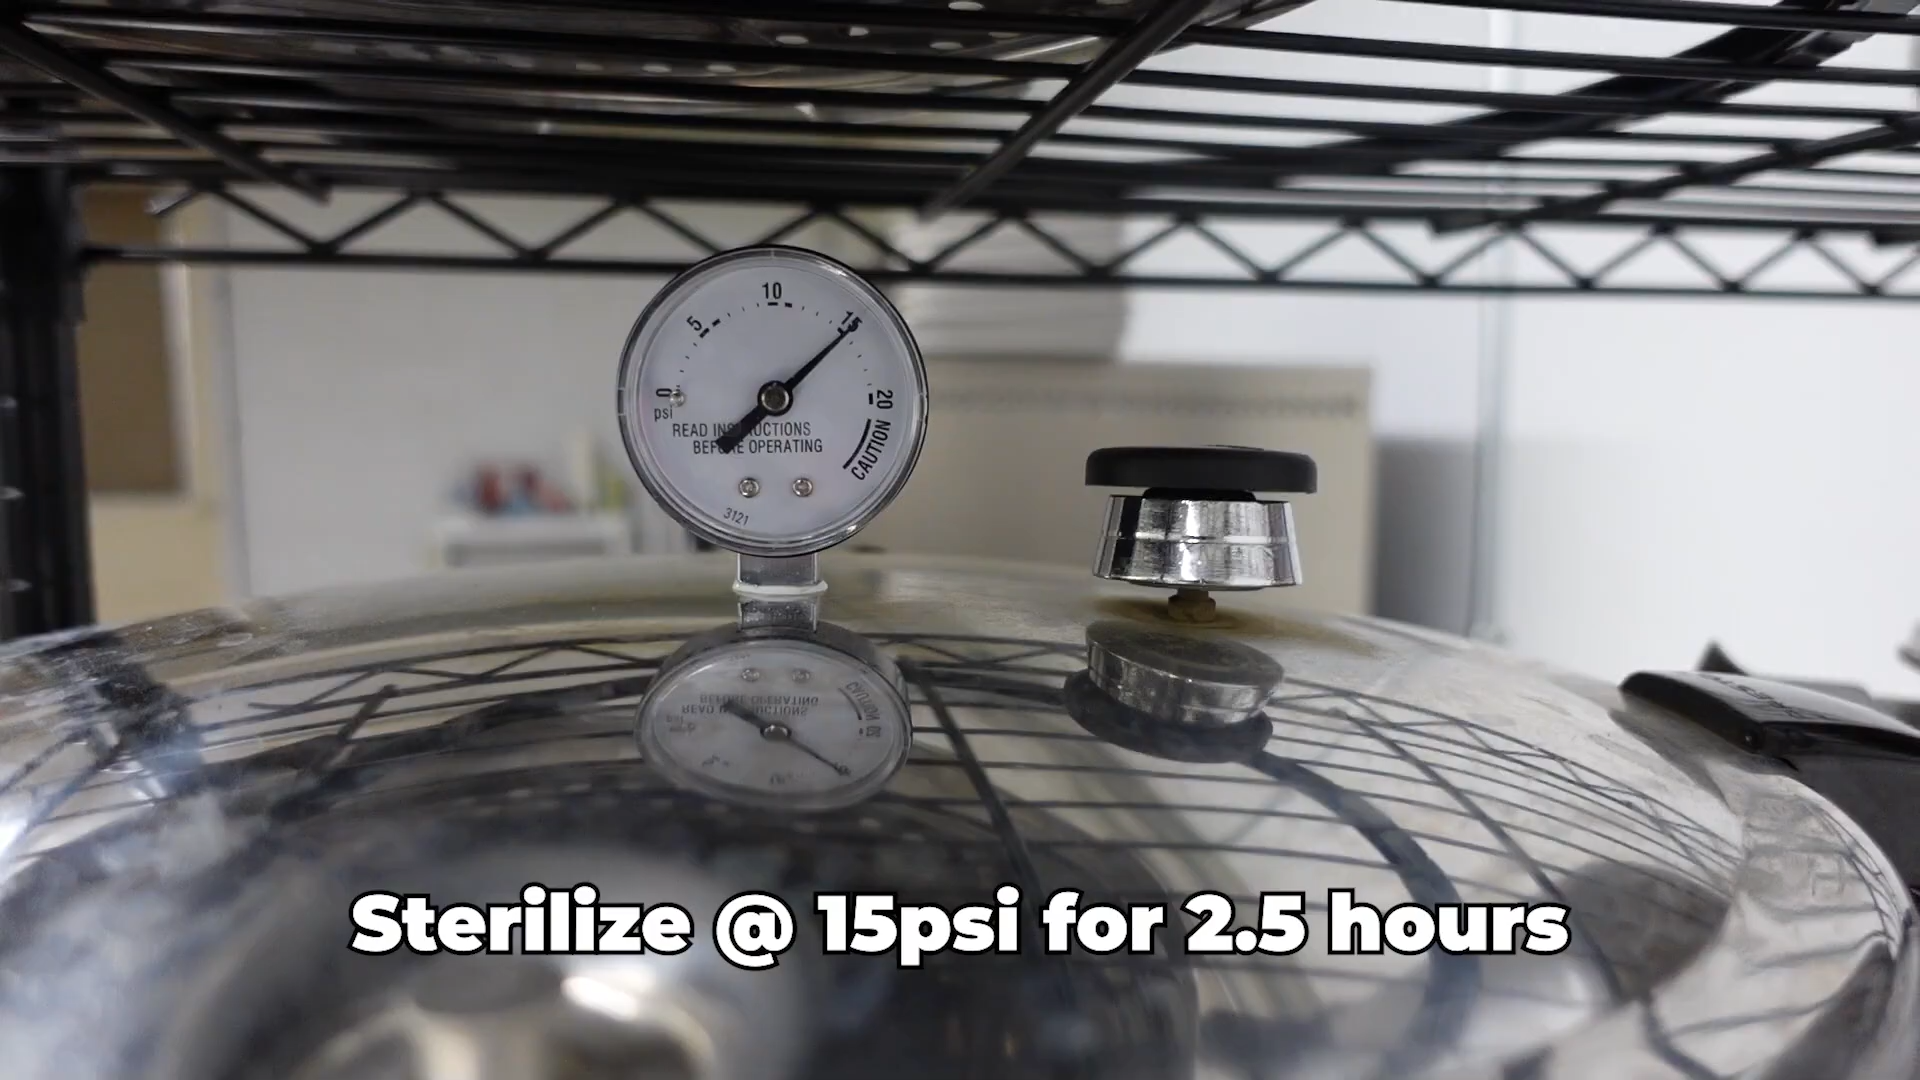 10
5
15
0
20
psi
CAUTION
READ INSTRUCTIONS
BEFORE OPERATING
3121
Sterilize @ 15psi for 2.5 hours